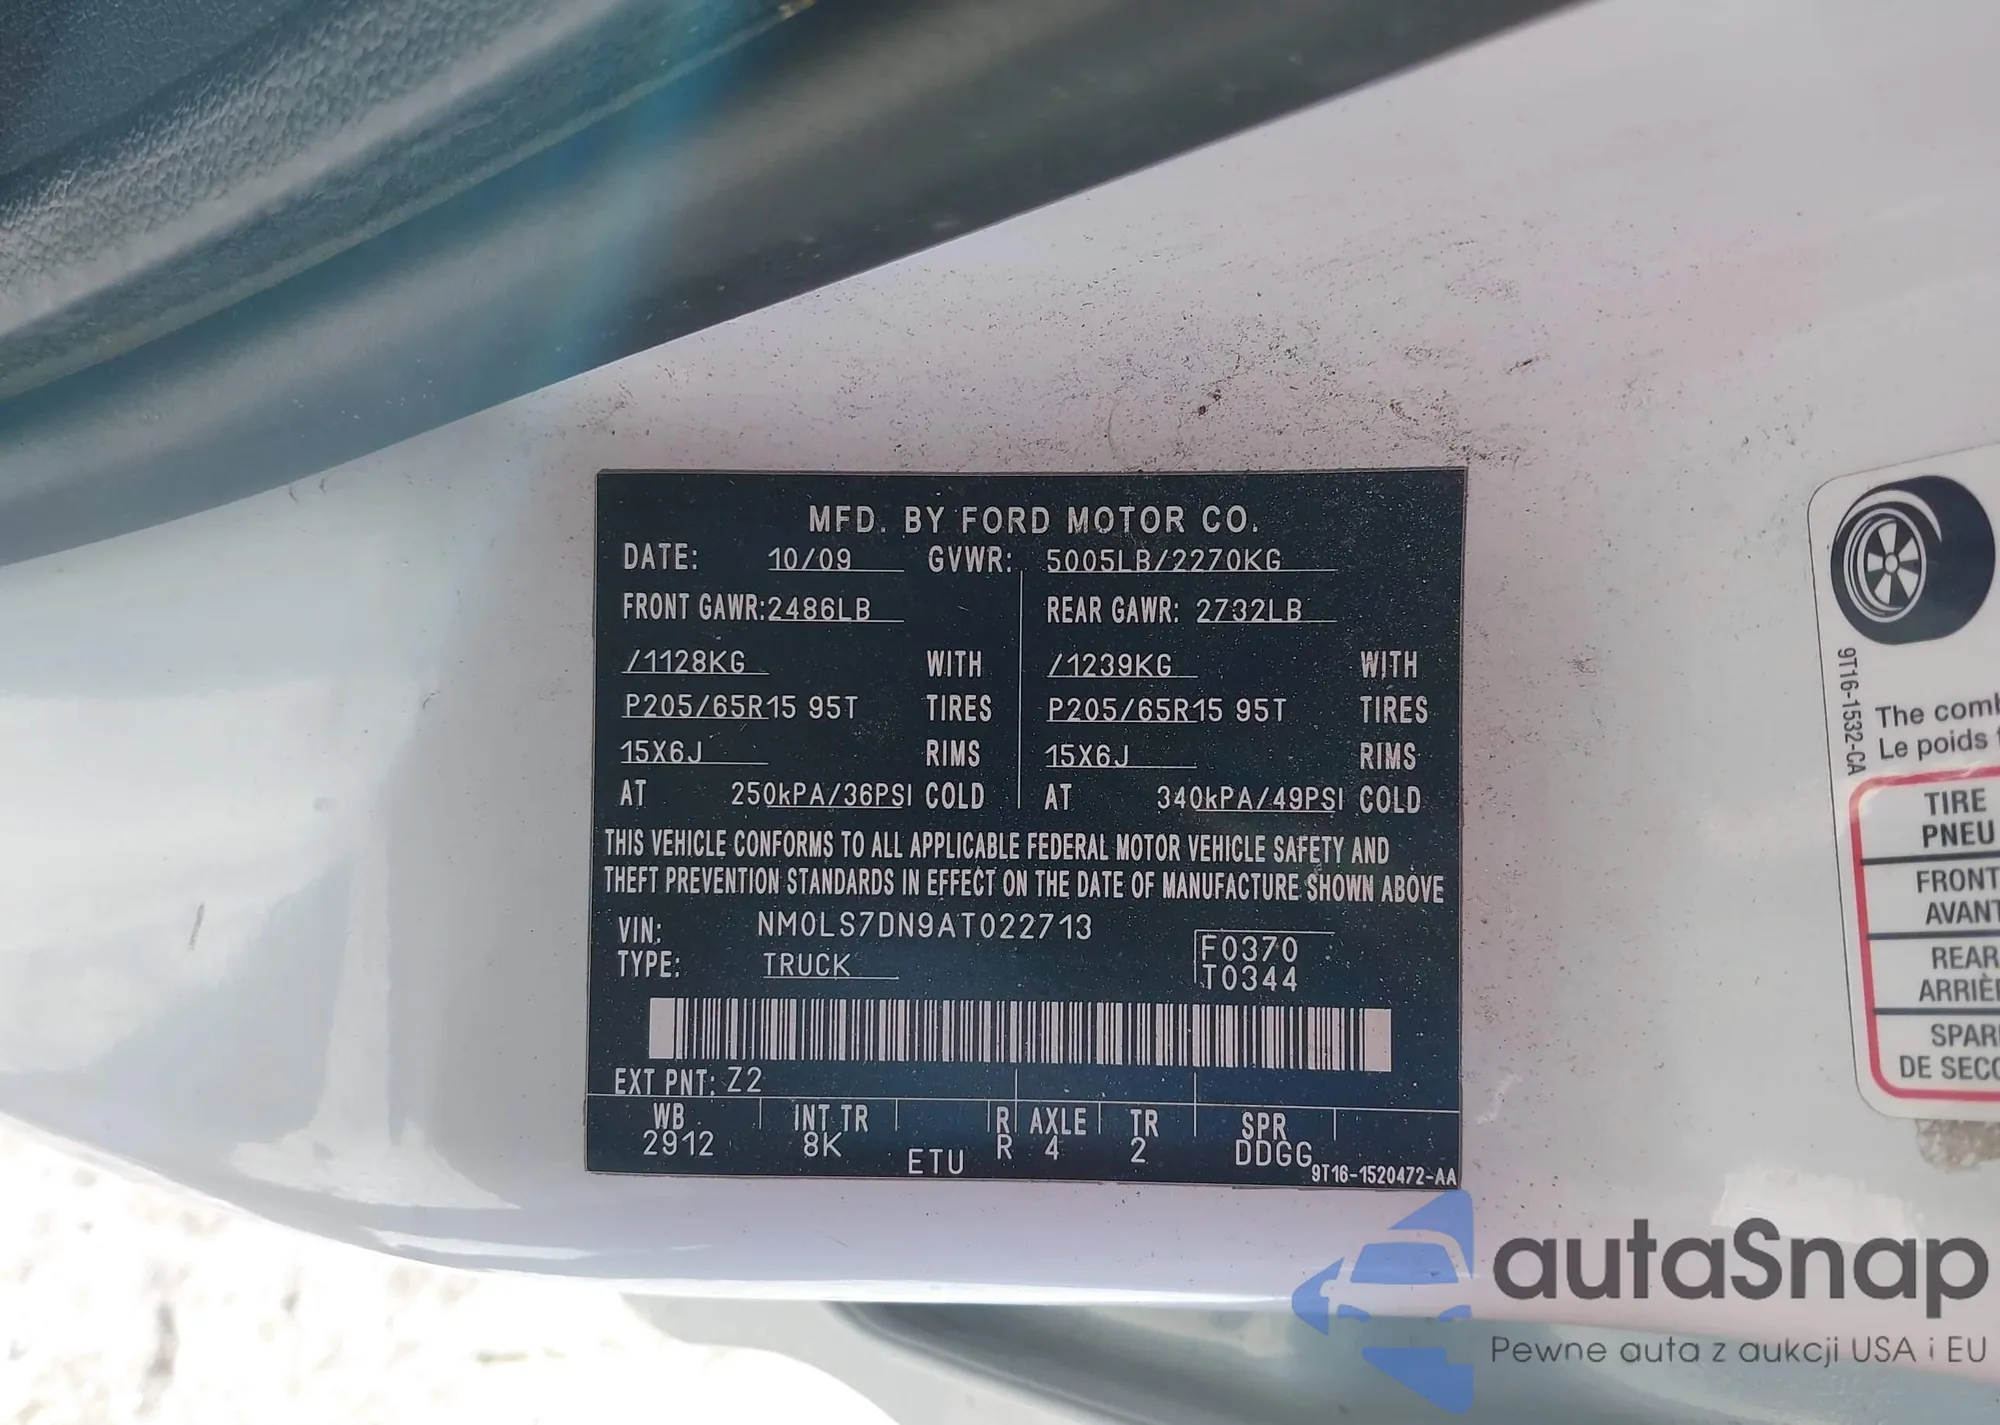 MFD. BY FORD MOTOR CO.
DATE: 10/09 GVWR: 5005LB/2270KG
FRONT GAWR:2486LB REAR GAWR: 2732LB
/1128KG WITH /1239KG WITH
P205/65R15 95T TIRES P205/65R15 95T TIRES
15X6J RIMS 15X6J RIMS
AT 250kPA/36PSI COLD AT 340kPA/49PSI COLD
THIS VEHICLE CONFORMS TO ALL APPLICABLE FEDERAL MOTOR VEHICLE SAFETY AND
THEFT PREVENTION STANDARDS IN EFFECT ON THE DATE OF MANUFACTURE SHOWN ABOVE
VIN: NM0LS7DN9AT022713
TYPE: TRUCK
F0370
T0344
EXT PNT: Z2
WB INT TR R AXLE TR SPR
2912 8K ETU R 4 2 DDGG
9T16-1520472-AA
9T16-1532-CA
The comb
Le poids
TIRE
PNEU
FRONT
AVANT
REAR
ARRIÈ
SPAR
DE SECO
autaSnap
Pewne auta z aukcji USA i EU